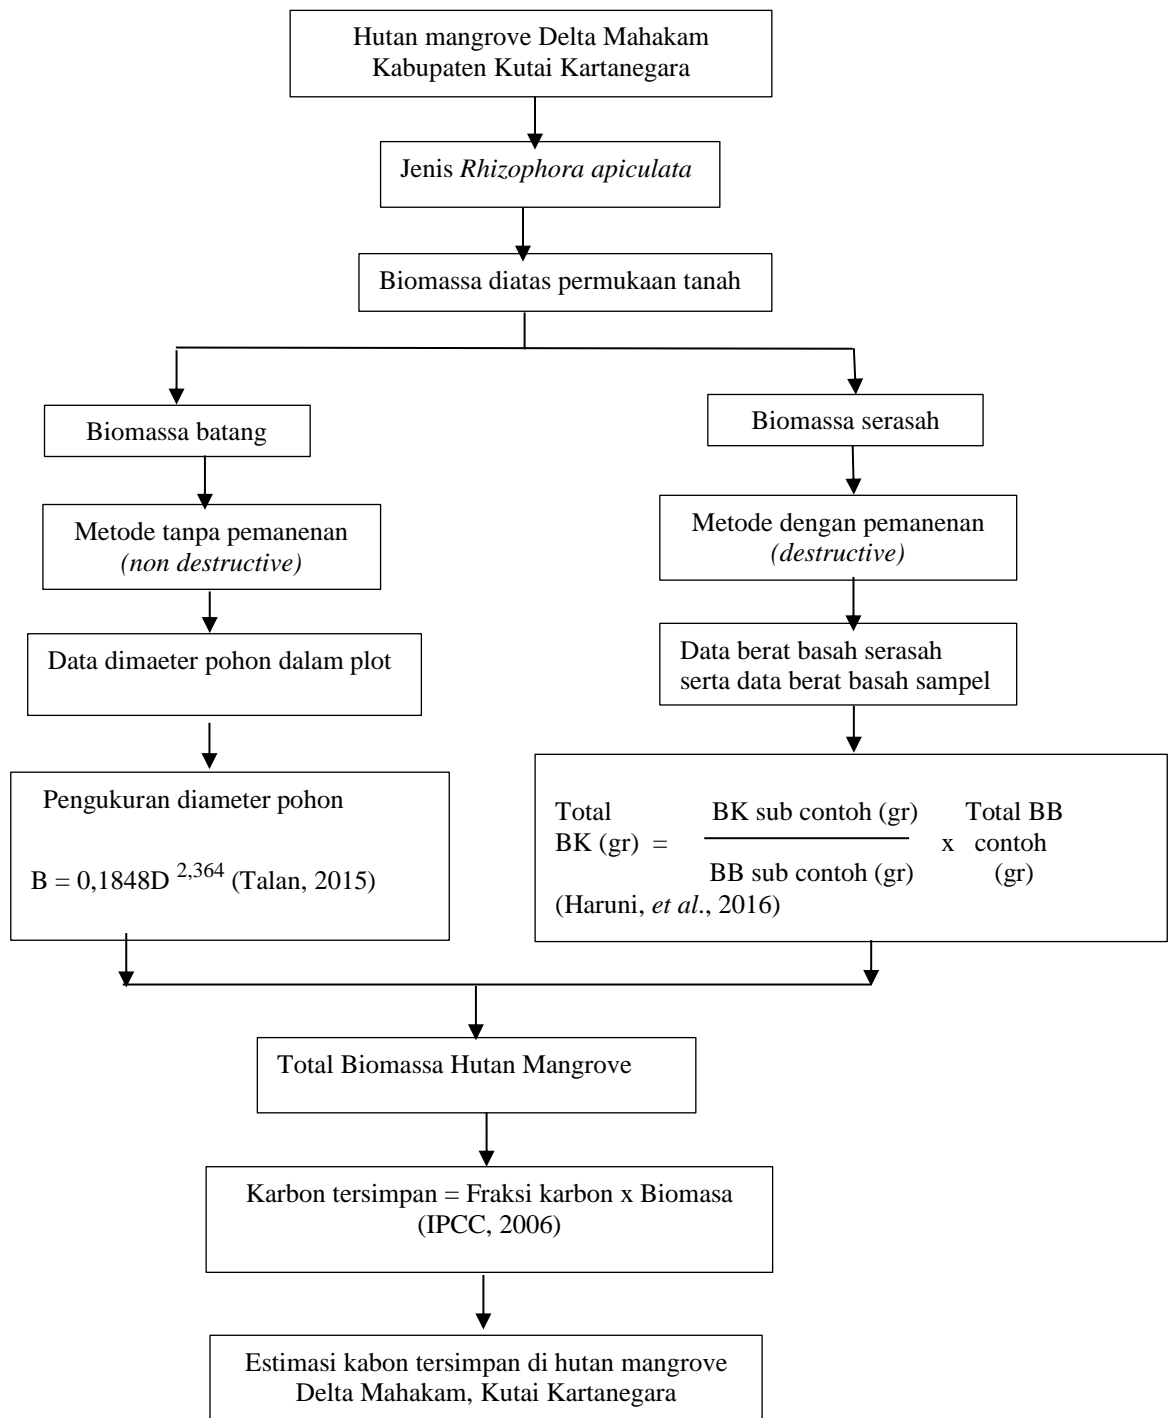 Hutan mangrove Delta Mahakam
Kabupaten Kutai Kartanegara
Jenis Rhizophora apiculata
Biomassa diatas permukaan tanah
Biomassa batang
Metode tanpa pemanenan
(non destructive)
Data dimaeter pohon dalam plot
Pengukuran diameter pohon
B = 0,1848D 2,364 (Talan, 2015)
Biomassa serasah
Metode dengan pemanenan
(destructive)
Data berat basah serasah
serta data berat basah sampel
Total BK sub contoh (gr) Total BB
BK (gr) = x contoh
BB sub contoh (gr) (gr)
(Haruni, et al., 2016)
Total Biomassa Hutan Mangrove
Karbon tersimpan = Fraksi karbon x Biomasa
(IPCC, 2006)
Estimasi kabon tersimpan di hutan mangrove
Delta Mahakam, Kutai Kartanegara